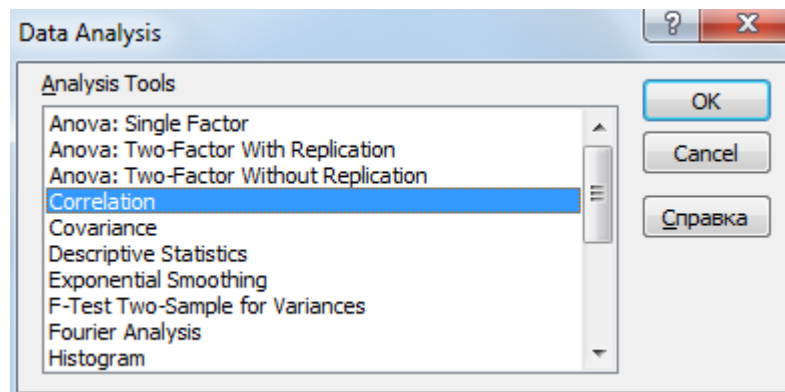 Data Analysis
Analysis Tools
Anova: Single Factor
Anova: Two-Factor With Replication
Anova: Two-Factor Without Replication
Correlation
Covariance
Descriptive Statistics
Exponential Smoothing
F-Test Two-Sample for Variances
Fourier Analysis
Histogram
OK
Cancel
Справка